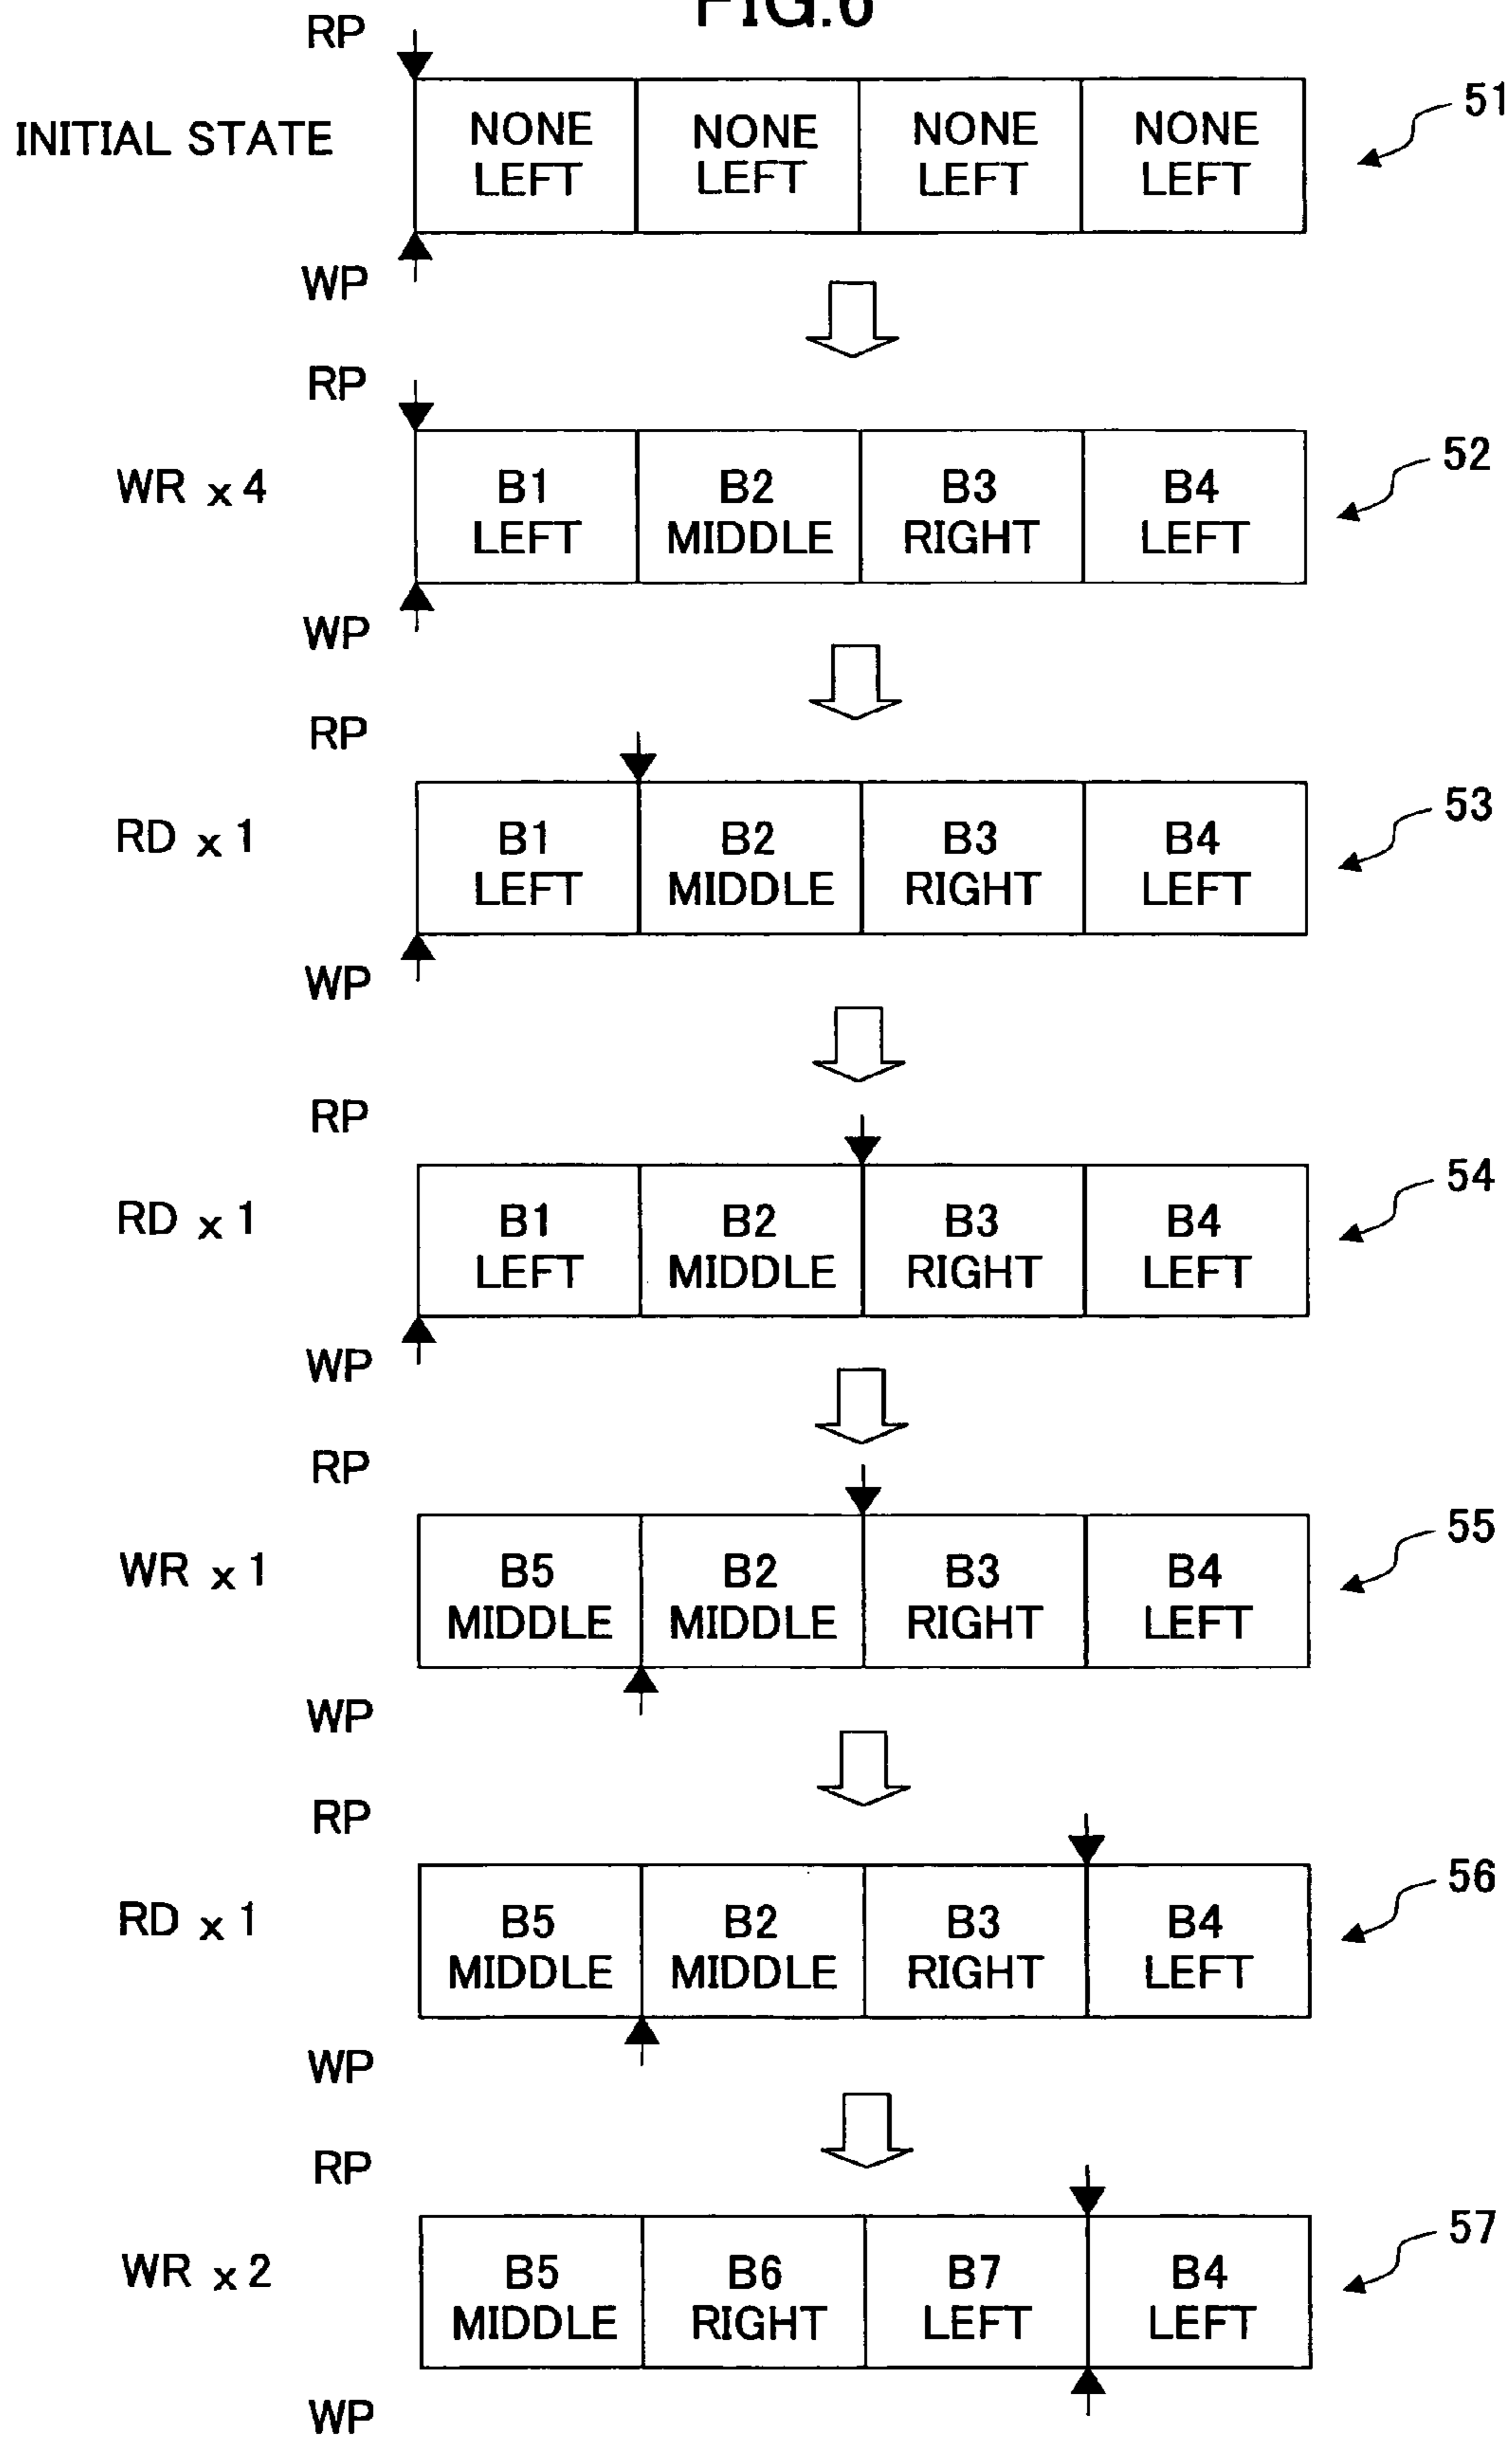 FIG.6
RP
INITIAL STATE
NONE LEFT
NONE LEFT
NONE LEFT
NONE LEFT
51
WP
RP
WR x 4
B1 LEFT
B2 MIDDLE
B3 RIGHT
B4 LEFT
52
WP
RP
RD x 1
B1 LEFT
B2 MIDDLE
B3 RIGHT
B4 LEFT
53
WP
RP
RD x 1
B1 LEFT
B2 MIDDLE
B3 RIGHT
B4 LEFT
54
WP
RP
WR x 1
B5 MIDDLE
B2 MIDDLE
B3 RIGHT
B4 LEFT
55
WP
RP
RD x 1
B5 MIDDLE
B2 MIDDLE
B3 RIGHT
B4 LEFT
56
WP
RP
WR x 2
B5 MIDDLE
B6 RIGHT
B7 LEFT
B4 LEFT
57
WP